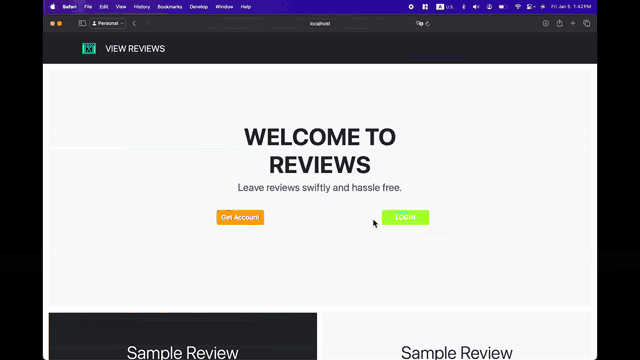 Safari File Edit View History Bookmarks Develop Window Help A U.S. Fri Jan 5 1:42 PM
Personal localhost
VIEW REVIEWS
WELCOME TO
REVIEWS
Leave reviews swiftly and hassle free.
Get Account LOGIN
Sample Review Sample Review